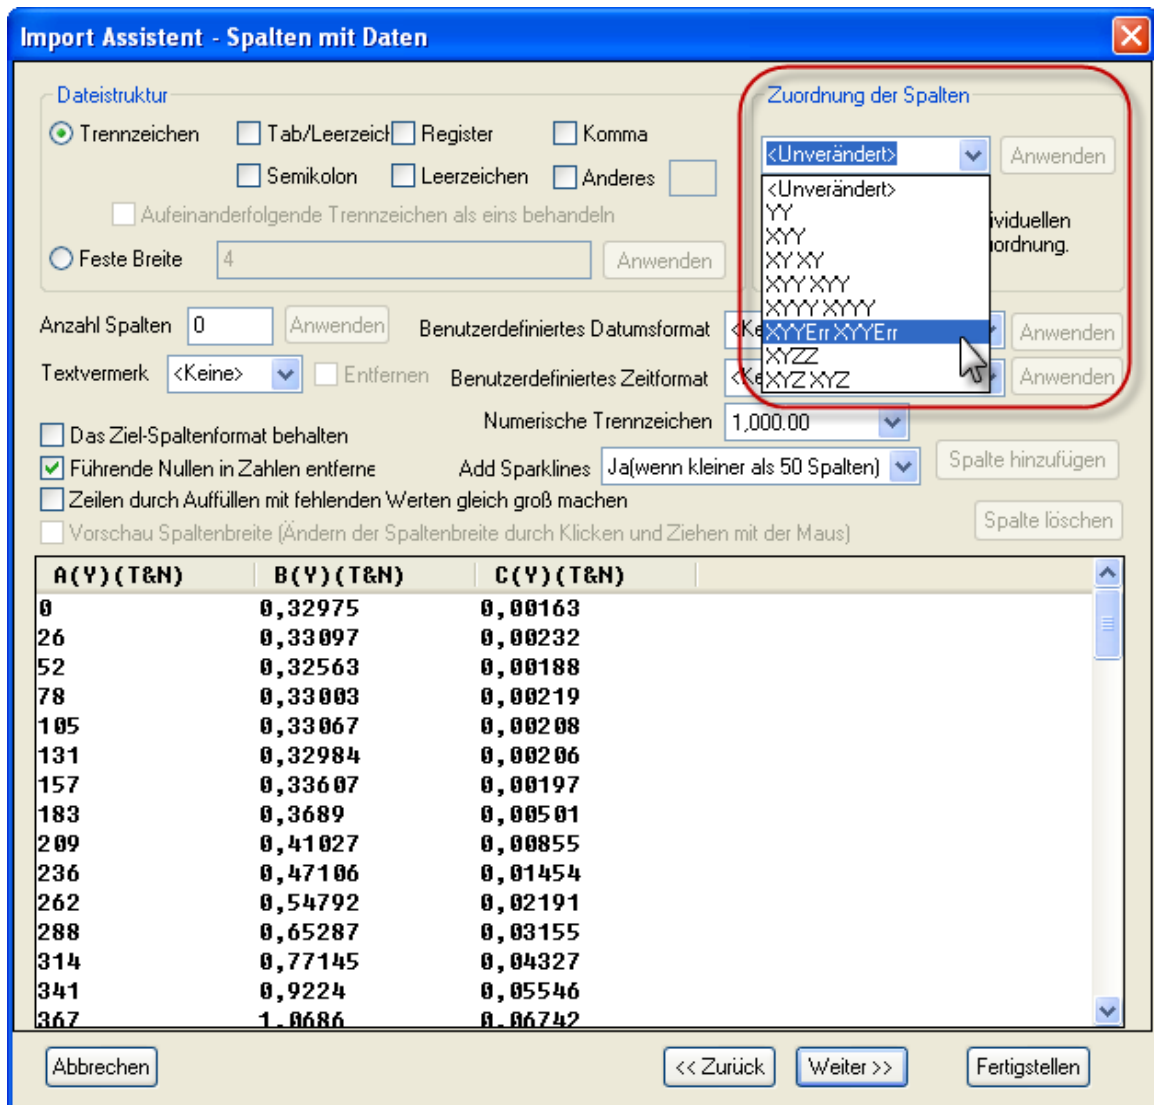 Import Assistent - Spalten mit Daten
Dateistruktur
Zuordnung der Spalten
Trennzeichen Tab/Leerzeich Register Komma
<Unverändert> Anwenden
Semikolon Leerzeichen Anderes
<Unverändert>
Aufeinanderfolgende Trennzeichen als eins behandeln
YY
ividuellen
XYY
ordnung.
Feste Breite 4 Anwenden
XY XY
XYY XYY
XYYY XYYY
Anzahl Spalten 0 Anwenden Benutzerdefiniertes Datumsformat <Ke XYYErr XYYErr Anwenden
XYZZ
Textvermerk <Keine> Entfernen Benutzerdefiniertes Zeitformat <Ke XYZ XYZ Anwenden
Numerische Trennzeichen 1,000.00
Das Ziel-Spaltenformat behalten
Führende Nullen in Zahlen entferne Add Sparklines Ja(wenn kleiner als 50 Spalten) Spalte hinzufügen
Zeilen durch Auffüllen mit fehlenden Werten gleich groß machen
Vorschau Spaltenbreite (Ändern der Spaltenbreite durch Klicken und Ziehen mit der Maus) Spalte löschen
A(Y)(T&N) B(Y)(T&N) C(Y)(T&N)
0 0,32975 0,00163
26 0,33097 0,00232
52 0,32563 0,00188
78 0,33003 0,00219
105 0,33067 0,00208
131 0,32984 0,00206
157 0,33607 0,00197
183 0,3689 0,00501
209 0,41027 0,00855
236 0,47106 0,01454
262 0,54792 0,02191
288 0,65287 0,03155
314 0,77145 0,04327
341 0,9224 0,05546
367 1,0686 0,06742
Abbrechen << Zurück Weiter >> Fertigstellen